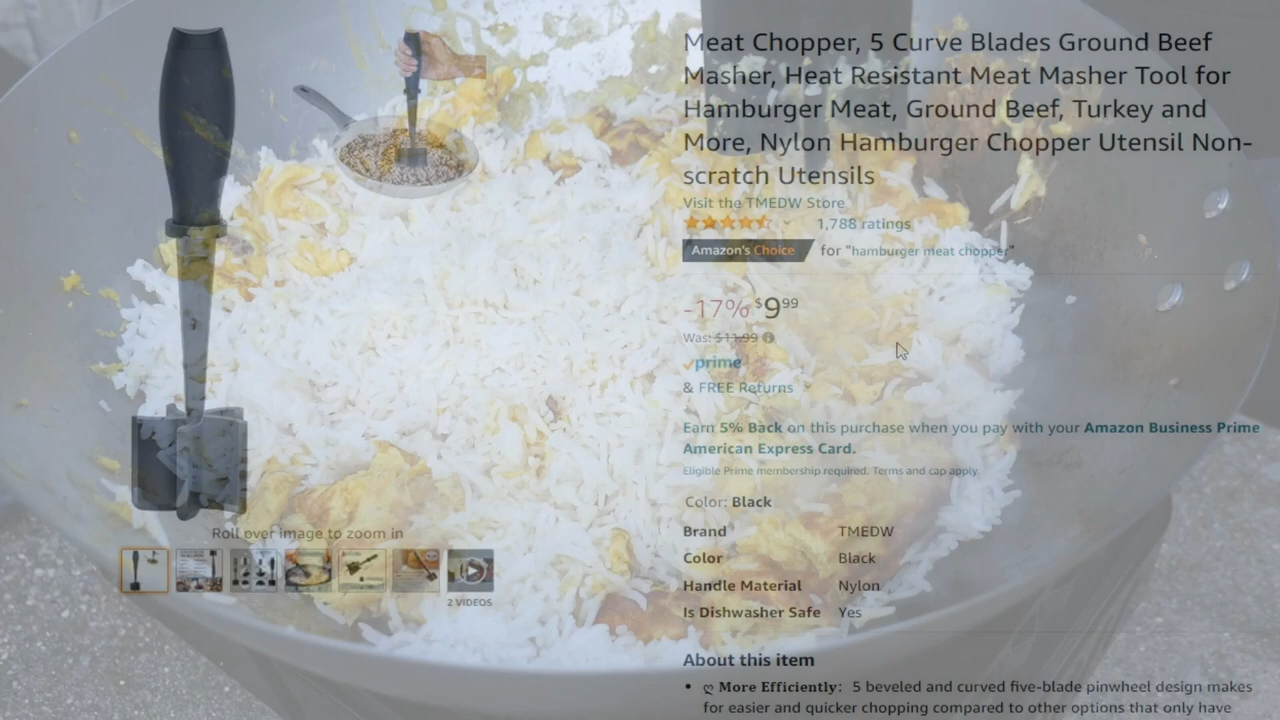 Meat Chopper, 5 Curve Blades Ground Beef
Masher, Heat Resistant Meat Masher Tool for
Hamburger Meat, Ground Beef, Turkey and
More, Nylon Hamburger Chopper Utensil Non-
scratch Utensils
Visit the TMEDW Store
1,788 ratings
Amazon's Choice for "hamburger meat chopper"
-17% $9 99
Was: $11.99
prime
& FREE Returns
Earn 5% Back on this purchase when you pay with your Amazon Business Prime
American Express Card.
Eligible Prime membership required. Terms and cap apply.
Color: Black
Brand TMEDW
Color Black
Handle Material Nylon
Is Dishwasher Safe Yes
About this item
• ღ More Efficiently: 5 beveled and curved five-blade pinwheel design makes
for easier and quicker chopping compared to other options that only have
Roll over image to zoom in
2 VIDEOS